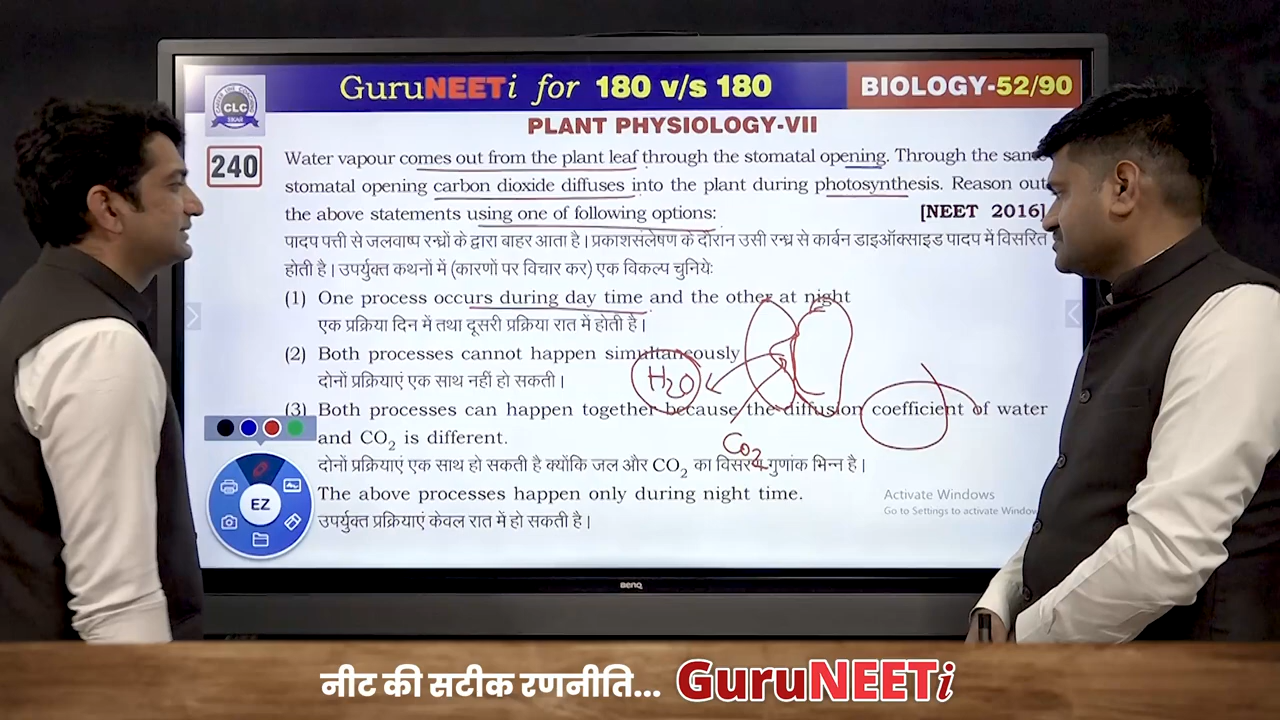 GuruNEETi for 180 v/s 180
BIOLOGY-52/90
CLC
SIKAR
PLANT PHYSIOLOGY-VII
240
Water vapour comes out from the plant leaf through the stomatal opening. Through the same
stomatal opening carbon dioxide diffuses into the plant during photosynthesis. Reason out
the above statements using one of following options:
[NEET 2016]
पादप पत्ती से जलवाष्प रन्ध्रों के द्वारा बाहर आता है। प्रकाशसंलेषण के दौरान उसी रन्ध्र से कार्बन डाइऑक्साइड पादप में विसरित
होती है। उपर्युक्त कथनों में (कारणों पर विचार कर) एक विकल्प चुनिये:
(1) One process occurs during day time and the other at night
एक प्रक्रिया दिन में तथा दूसरी प्रक्रिया रात में होती है।
(2) Both processes cannot happen simultaneously
दोनों प्रक्रियाएं एक साथ नहीं हो सकती।
H2O
(3) Both processes can happen together because the diffusion coefficient of water
and CO2 is different.
CO2
दोनों प्रक्रियाएं एक साथ हो सकती है क्योंकि जल और CO2 का विसरण गुणांक भिन्न है।
The above processes happen only during night time.
उपर्युक्त प्रक्रियाएं केवल रात में हो सकती है।
EZ
Activate Windows
Go to Settings to activate Window
BENQ
नीट की सटीक रणनीति... GuruNEETi